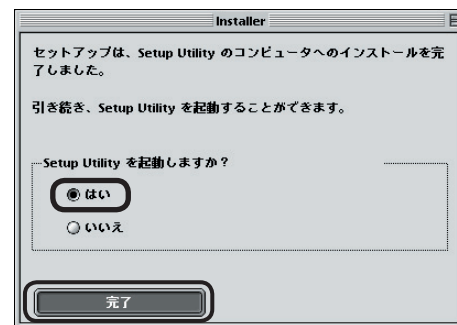 Installer
セットアップは、Setup Utility のコンピュータへのインストールを完
了しました。
引き続き、Setup Utility を起動することができます。
Setup Utility を起動しますか？
はい
いいえ
完了